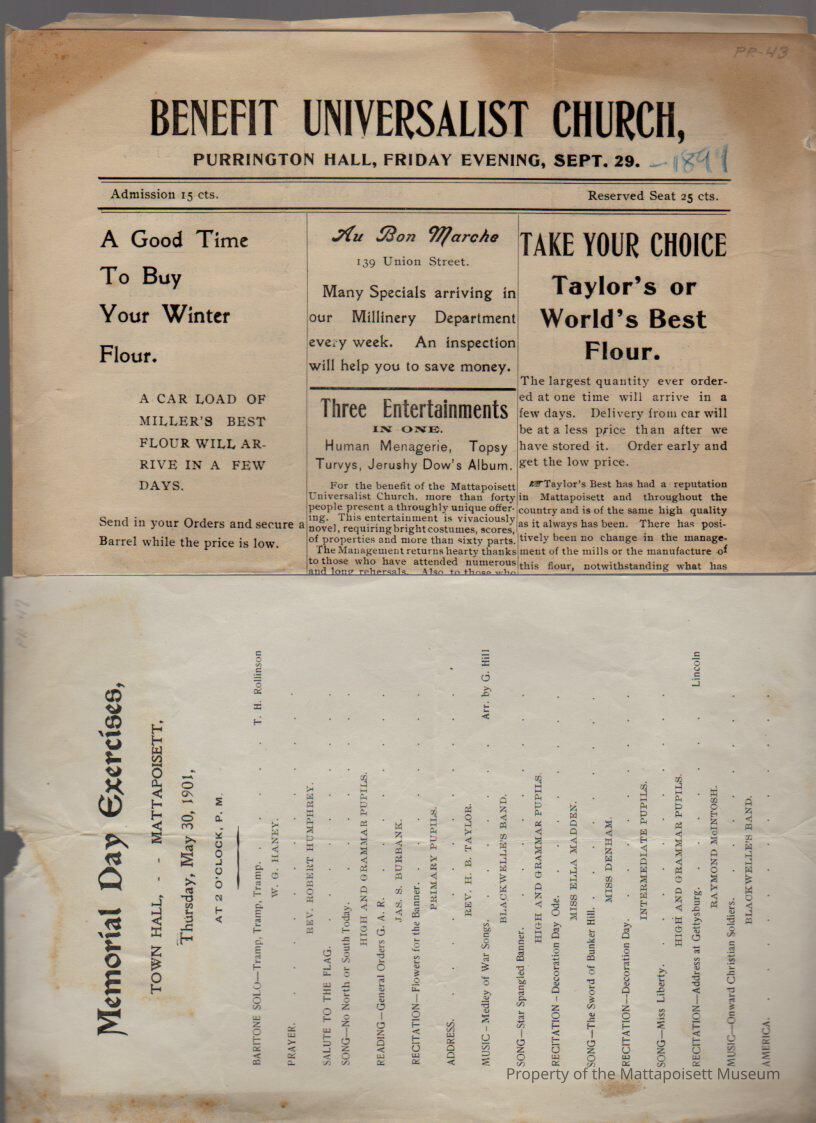 PR-43
BENEFIT UNIVERSALIST CHURCH,
PURRINGTON HALL, FRIDAY EVENING, SEPT. 29. - 1899
Admission 15 cts. Reserved Seat 25 cts.
A Good Time
To Buy
Your Winter
Flour.
A CAR LOAD OF
MILLER'S BEST
FLOUR WILL AR-
RIVE IN A FEW
DAYS.
Send in your Orders and secure a
Barrel while the price is low.
Au Bon Marche
139 Union Street.
Many Specials arriving in
our Millinery Department
every week. An inspection
will help you to save money.
Three Entertainments
IN ONE.
Human Menagerie, Topsy
Turvys, Jerushy Dow's Album.
For the benefit of the Mattapoisett
Universalist Church, more than forty
people present a throughly unique offer-
ing. This entertainment is vivaciously
novel, requiring bright costumes, scores,
of properties and more than sixty parts.
The Management returns hearty thanks
to those who have attended numerous
and long rehersals. Also to those who
TAKE YOUR CHOICE
Taylor's or
World's Best
Flour.
The largest quantity ever order-
ed at one time will arrive in a
few days. Delivery from car will
be at a less price than after we
have stored it. Order early and
get the low price.
☞Taylor's Best has had a reputation
in Mattapoisett and throughout the
country and is of the same high quality
as it always has been. There has posi-
tively been no change in the manage-
ment of the mills or the manufacture of
this flour, notwithstanding what has
PR-47
Memorial Day Exercises,
TOWN HALL, - - MATTAPOISETT,
Thursday, May 30, 1901,
AT 2 O'CLOCK, P. M.
BARITONE SOLO—Tramp, Tramp, Tramp. . . . . T. H. Rollinson
W. G. HANEY.
PRAYER. . . . . . . . .
REV. ROBERT HUMPHREY.
SALUTE TO THE FLAG. . . . . . .
SONG—No North or South Today. . . . . .
HIGH AND GRAMMAR PUPILS.
READING—General Orders G. A. R. . . . . .
JAS. S. BURBANK.
RECITATION—Flowers for the Banner. . . . . .
PRIMARY PUPILS.
ADDRESS. . . . . . . . .
REV. H. B. TAYLOR.
MUSIC - Medley of War Songs, . . . . Arr. by G. Hill
BLACKWELLE'S BAND.
SONG—Star Spangled Banner. . . . . . .
HIGH AND GRAMMAR PUPILS.
RECITATION - Decoration Day Ode. . . . . .
MISS ELLA MADDEN.
SONG—The Sword of Bunker Hill. . . . . .
MISS DENHAM.
RECITATION—Decoration Day. . . . . . .
INTERMEDIATE PUPILS.
SONG—Miss Liberty. . . . . . . .
HIGH AND GRAMMAR PUPILS.
RECITATION—Address at Gettysburg. . . . . Lincoln
RAYMOND McINTOSH.
MUSIC—Onward Christian Soldiers. . . . . .
BLACKWELLE'S BAND.
AMERICA. . . . . . . . .
Property of the Mattapoisett Museum